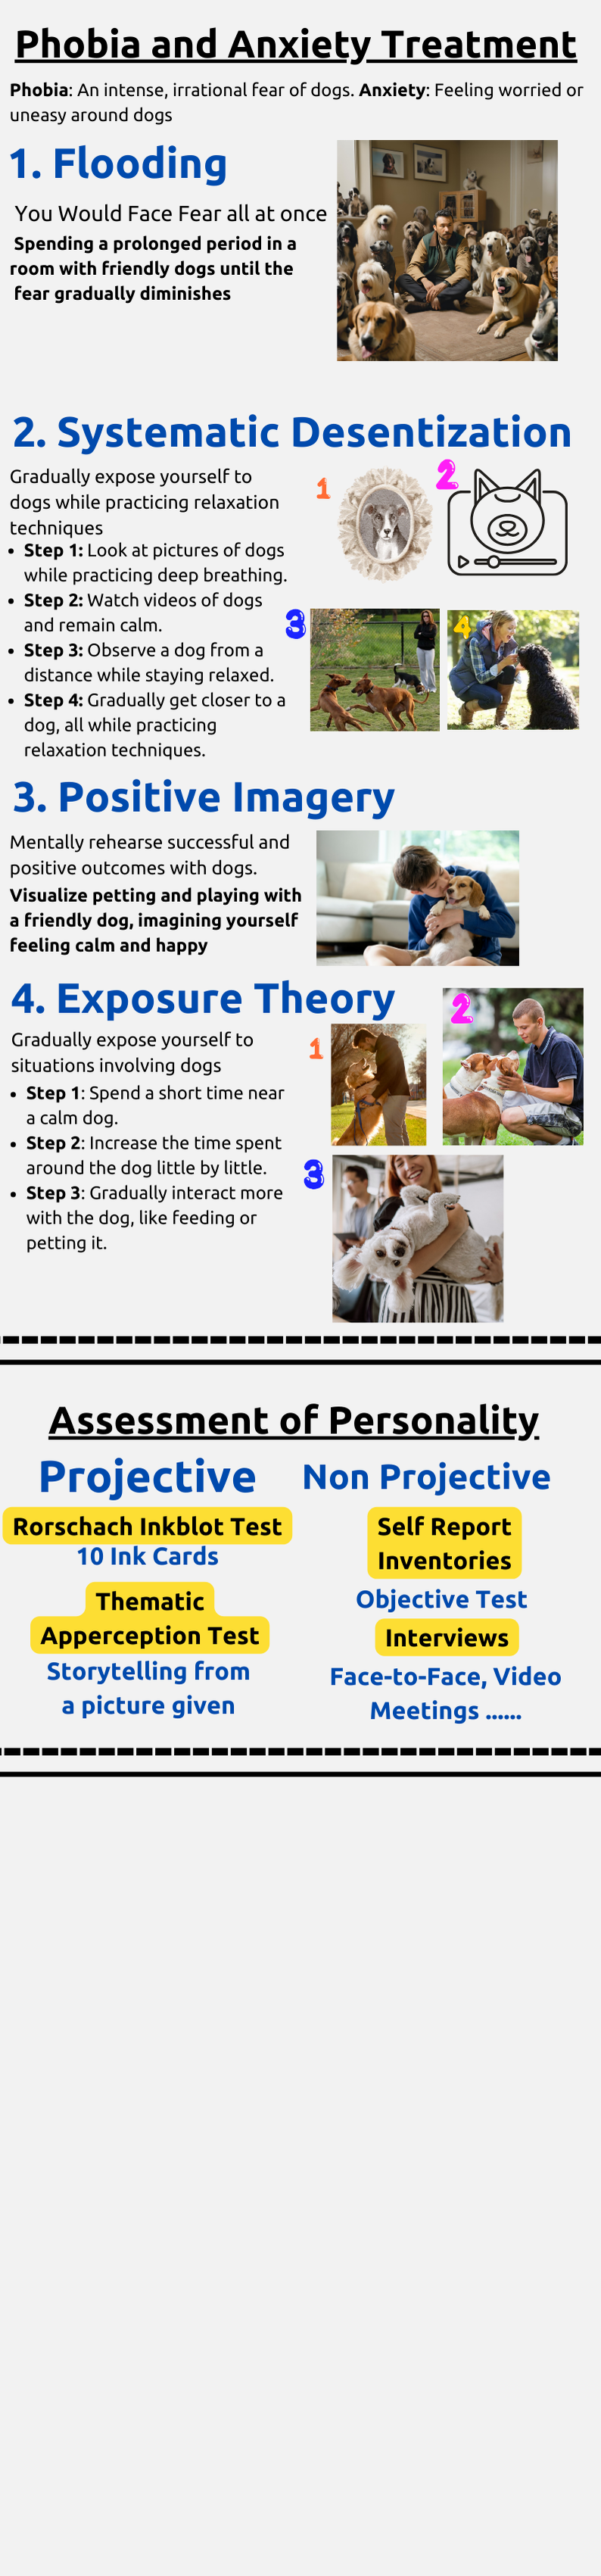 Phobia and Anxiety Treatment
Phobia: An intense, irrational fear of dogs. Anxiety: Feeling worried or
uneasy around dogs
1. Flooding
You Would Face Fear all at once
Spending a prolonged period in a
room with friendly dogs until the
fear gradually diminishes
2. Systematic Desentization
Gradually expose yourself to
dogs while practicing relaxation
techniques
• Step 1: Look at pictures of dogs
while practicing deep breathing.
• Step 2: Watch videos of dogs
and remain calm.
• Step 3: Observe a dog from a
distance while staying relaxed.
• Step 4: Gradually get closer to a
dog, all while practicing
relaxation techniques.
1
2
3
4
3. Positive Imagery
Mentally rehearse successful and
positive outcomes with dogs.
Visualize petting and playing with
a friendly dog, imagining yourself
feeling calm and happy
4. Exposure Theory
Gradually expose yourself to
situations involving dogs
• Step 1: Spend a short time near
a calm dog.
• Step 2: Increase the time spent
around the dog little by little.
• Step 3: Gradually interact more
with the dog, like feeding or
petting it.
1
2
3
Assessment of Personality
Projective
Rorschach Inkblot Test
10 Ink Cards
Thematic
Apperception Test
Storytelling from
a picture given
Non Projective
Self Report
Inventories
Objective Test
Interviews
Face-to-Face, Video
Meetings ......